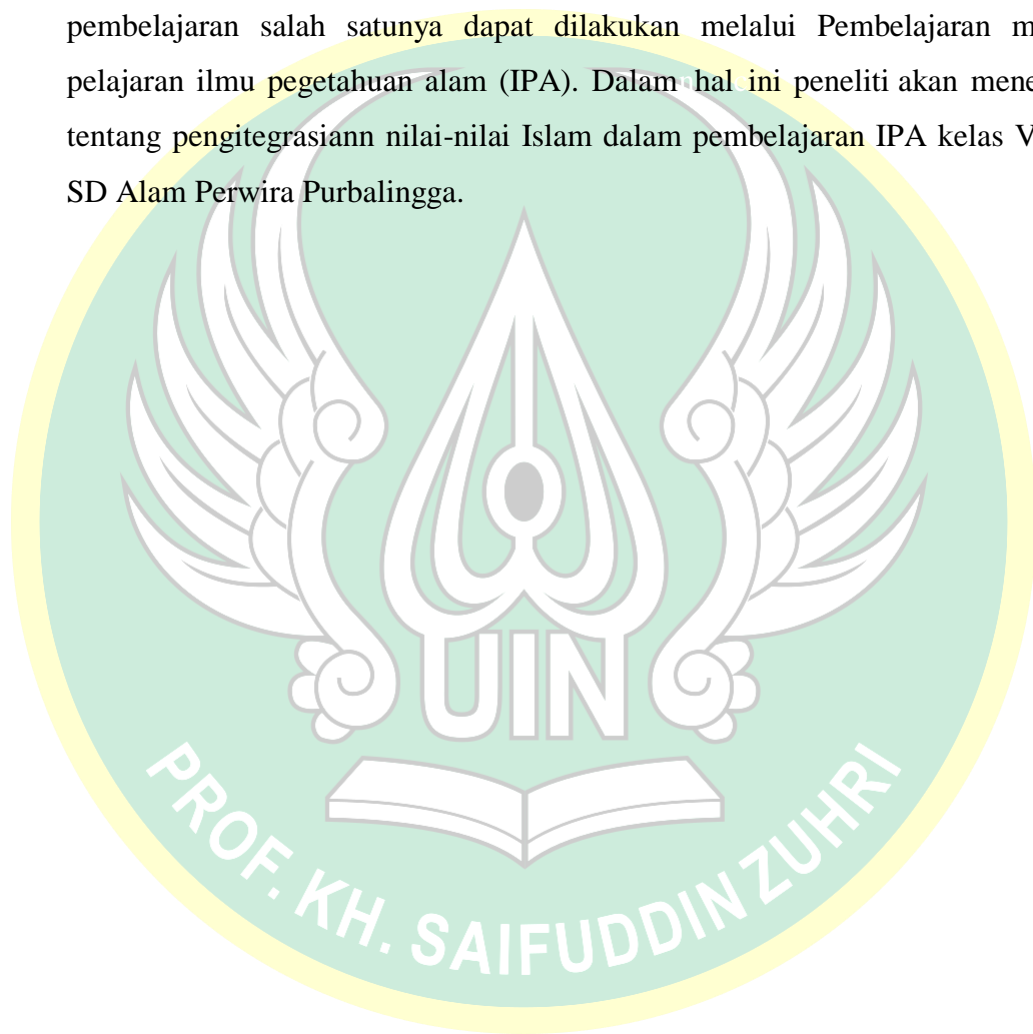 pembelajaran salah satunya dapat dilakukan melalui Pembelajaran m
pelajaran ilmu pegetahuan alam (IPA). Dalam hal ini peneliti akan mene
tentang pengitegrasiann nilai-nilai Islam dalam pembelajaran IPA kelas V
SD Alam Perwira Purbalingga.
UIN
PROF. KH. SAIFUDDIN ZUHRI